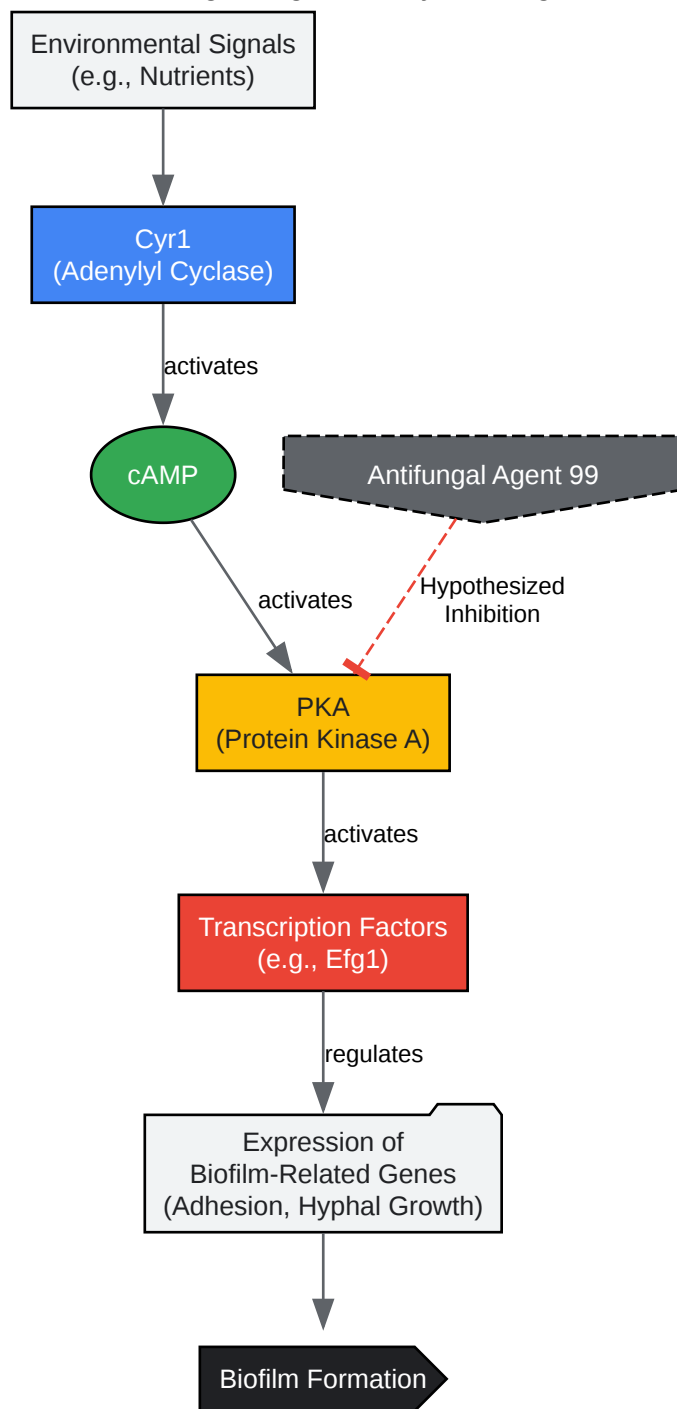 Environmental Signals
(e.g., Nutrients)
Cyr1
(Adenylyl Cyclase)
activates
cAMP
Antifungal Agent 99
activates
Hypothesized
Inhibition
PKA
(Protein Kinase A)
activates
Transcription Factors
(e.g., Efg1)
regulates
Expression of
Biofilm-Related Genes
(Adhesion, Hyphal Growth)
Biofilm Formation